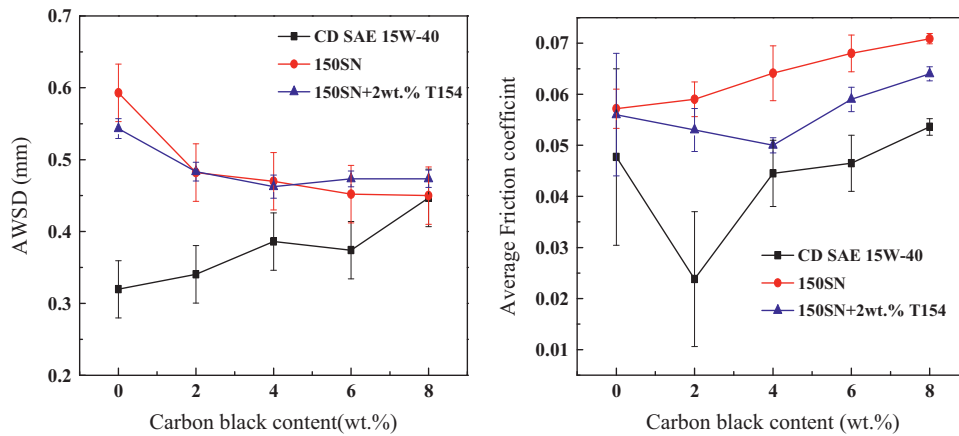 0.7
0.6
0.5
0.4
0.3
0.2
AWSD (mm)
CD SAE 15W-40
150SN
150SN+2wt.% T154
0 2 4 6 8
Carbon black content(wt.%)
0.07
0.06
0.05
0.04
0.03
0.02
0.01
Average Friction coefficint
CD SAE 15W-40
150SN
150SN+2wt.% T154
0 2 4 6 8
Carbon black content (wt.%)